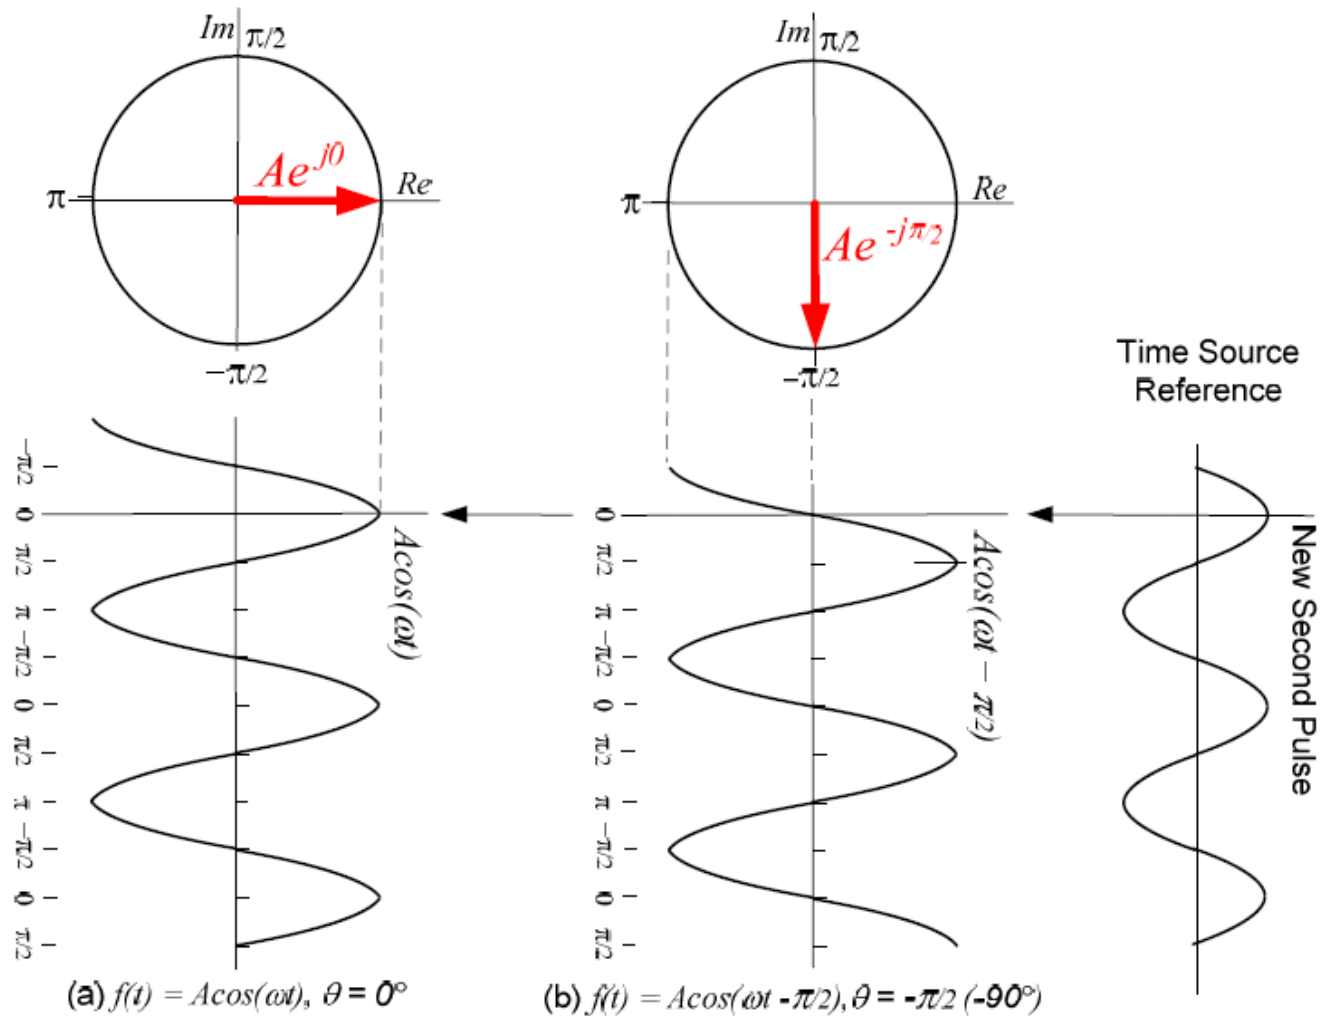 Im π/2
Ae^{j0}
Re
π
−π/2
Im π/2
Re
π
Ae^{-jπ/2}
-π/2
Time Source
Reference
−π/2
0
π/2
π
−π/2
0
π/2
π
−π/2
0
π/2
Acos(ωt)
0
π/2
π
−π/2
0
π/2
π
−π/2
0
π/2
Acos(ωt − π/2)
New Second Pulse
(a) f(t) = Acos(ωt), θ = 0°
(b) f(t) = Acos(ωt -π/2), θ = -π/2 (-90°)